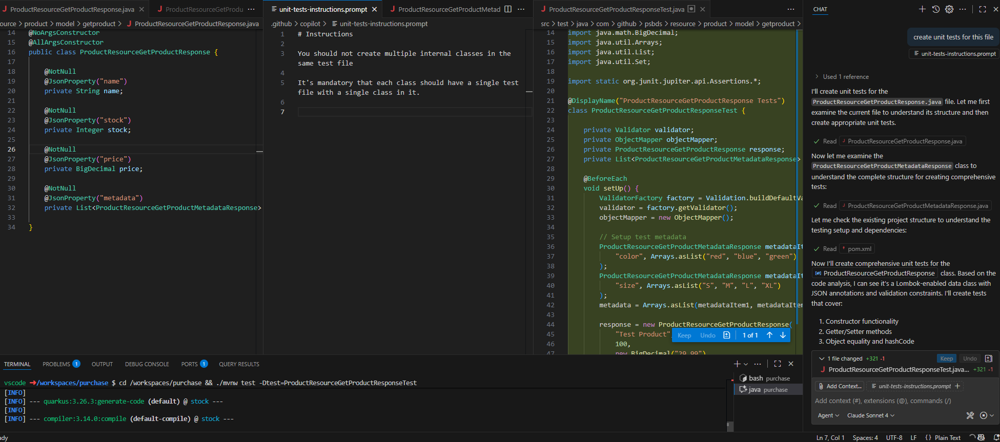 ProductResourceGetProductResponse.java
ProductResourceGetProdu
ource > product > model > getproduct > ProductResourceGetProductResponse.java
14 @NoArgsConstructor
15 @AllArgsConstructor
16 public class ProductResourceGetProductResponse {
17
18 @NotNull
19 @JsonProperty("name")
20 private String name;
21
22 @NotNull
23 @JsonProperty("stock")
24 private Integer stock;
25
26 @NotNull
27 @JsonProperty("price")
28 private BigDecimal price;
29
30 @NotNull
31 @JsonProperty("metadata")
32 private List<ProductResourceGetProductMetadataResponse>
33
34 }
unit-tests-instructions.prompt
ProductResourceGetProductMetad
.github > copilot > unit-tests-instructions.prompt
1 # Instructions
2
3 You should not create multiple internal classes in the
same test file
4
5 It's mandatory that each class should have a single test
file with a single class in it.
6
7
ProductResourceGetProductResponseTest.java
src > test > java > com > github > psbds > resource > product > model > getproduct >
14 import java.math.BigDecimal;
15 import java.util.Arrays;
16 import java.util.List;
17 import java.util.Set;
18
19 import static org.junit.jupiter.api.Assertions.*;
20
21 @DisplayName("ProductResourceGetProductResponse Tests")
22 class ProductResourceGetProductResponseTest {
23
24 private Validator validator;
25 private ObjectMapper objectMapper;
26 private ProductResourceGetProductResponse response;
27 private List<ProductResourceGetProductMetadataResponse>
28
29 @BeforeEach
30 void setUp() {
31 ValidatorFactory factory = Validation.buildDefaultVa
32 validator = factory.getValidator();
33 objectMapper = new ObjectMapper();
34
35 // Setup test metadata
36 ProductResourceGetProductMetadataResponse metadataIt
37 "color", Arrays.asList("red", "blue", "green")
38 );
39 ProductResourceGetProductMetadataResponse metadataIt
40 "size", Arrays.asList("S", "M", "L", "XL")
41 );
42 metadata = Arrays.asList(metadataItem1, metadataItem
43
44 response = new ProductResourceGetProductResponse(
45 "Test Product",
46 100,
47 new BigDecimal("29.99")
Keep Undo 1 of 1
CHAT
create unit tests for this file
unit-tests-instructions.prompt
Used 1 reference
I'll create unit tests for the
ProductResourceGetProductResponse.java file. Let me first
examine the current file to understand its structure and then
create appropriate unit tests.
Read ProductResourceGetProductResponse.java
Now let me examine the
ProductResourceGetProductMetadataResponse class to
understand the complete structure for creating comprehensive
tests:
Read ProductResourceGetProductMetadataResponse.java
Let me check the existing project structure to understand the
testing setup and dependencies:
Read pom.xml
Now I'll create comprehensive unit tests for the
ProductResourceGetProductResponse class. Based on the
code analysis, I can see it's a Lombok-enabled data class with
JSON annotations and validation constraints. I'll create tests
that cover:
1. Constructor functionality
2. Getter/Setter methods
3. Object equality and hashCode
1 file changed +321 -1 Keep Undo
ProductResourceGetProductResponseTest.java... +321 -1
Add Context... unit-tests-instructions.prompt
Add context (#), extensions (@), commands (/)
Agent Claude Sonnet 4
TERMINAL PROBLEMS 1 OUTPUT DEBUG CONSOLE PORTS 1 QUERY RESULTS
vscode ➜/workspaces/purchase $ cd /workspaces/purchase && ./mvnw test -Dtest=ProductResourceGetProductResponseTest
[INFO]
[INFO] --- quarkus:3.26.3:generate-code (default) @ stock ---
[INFO]
[INFO] --- compiler:3.14.0:compile (default-compile) @ stock ---
bash purchase
java purchase
ady
Ln 7, Col 1 Spaces: 4 UTF-8 LF {} Plain Text